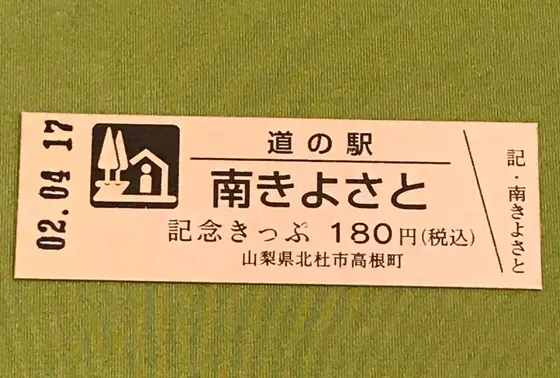 02.04 17
道の駅
南きよさと
記念きっぷ 180円(税込)
山梨県北杜市高根町
記・南きよさと